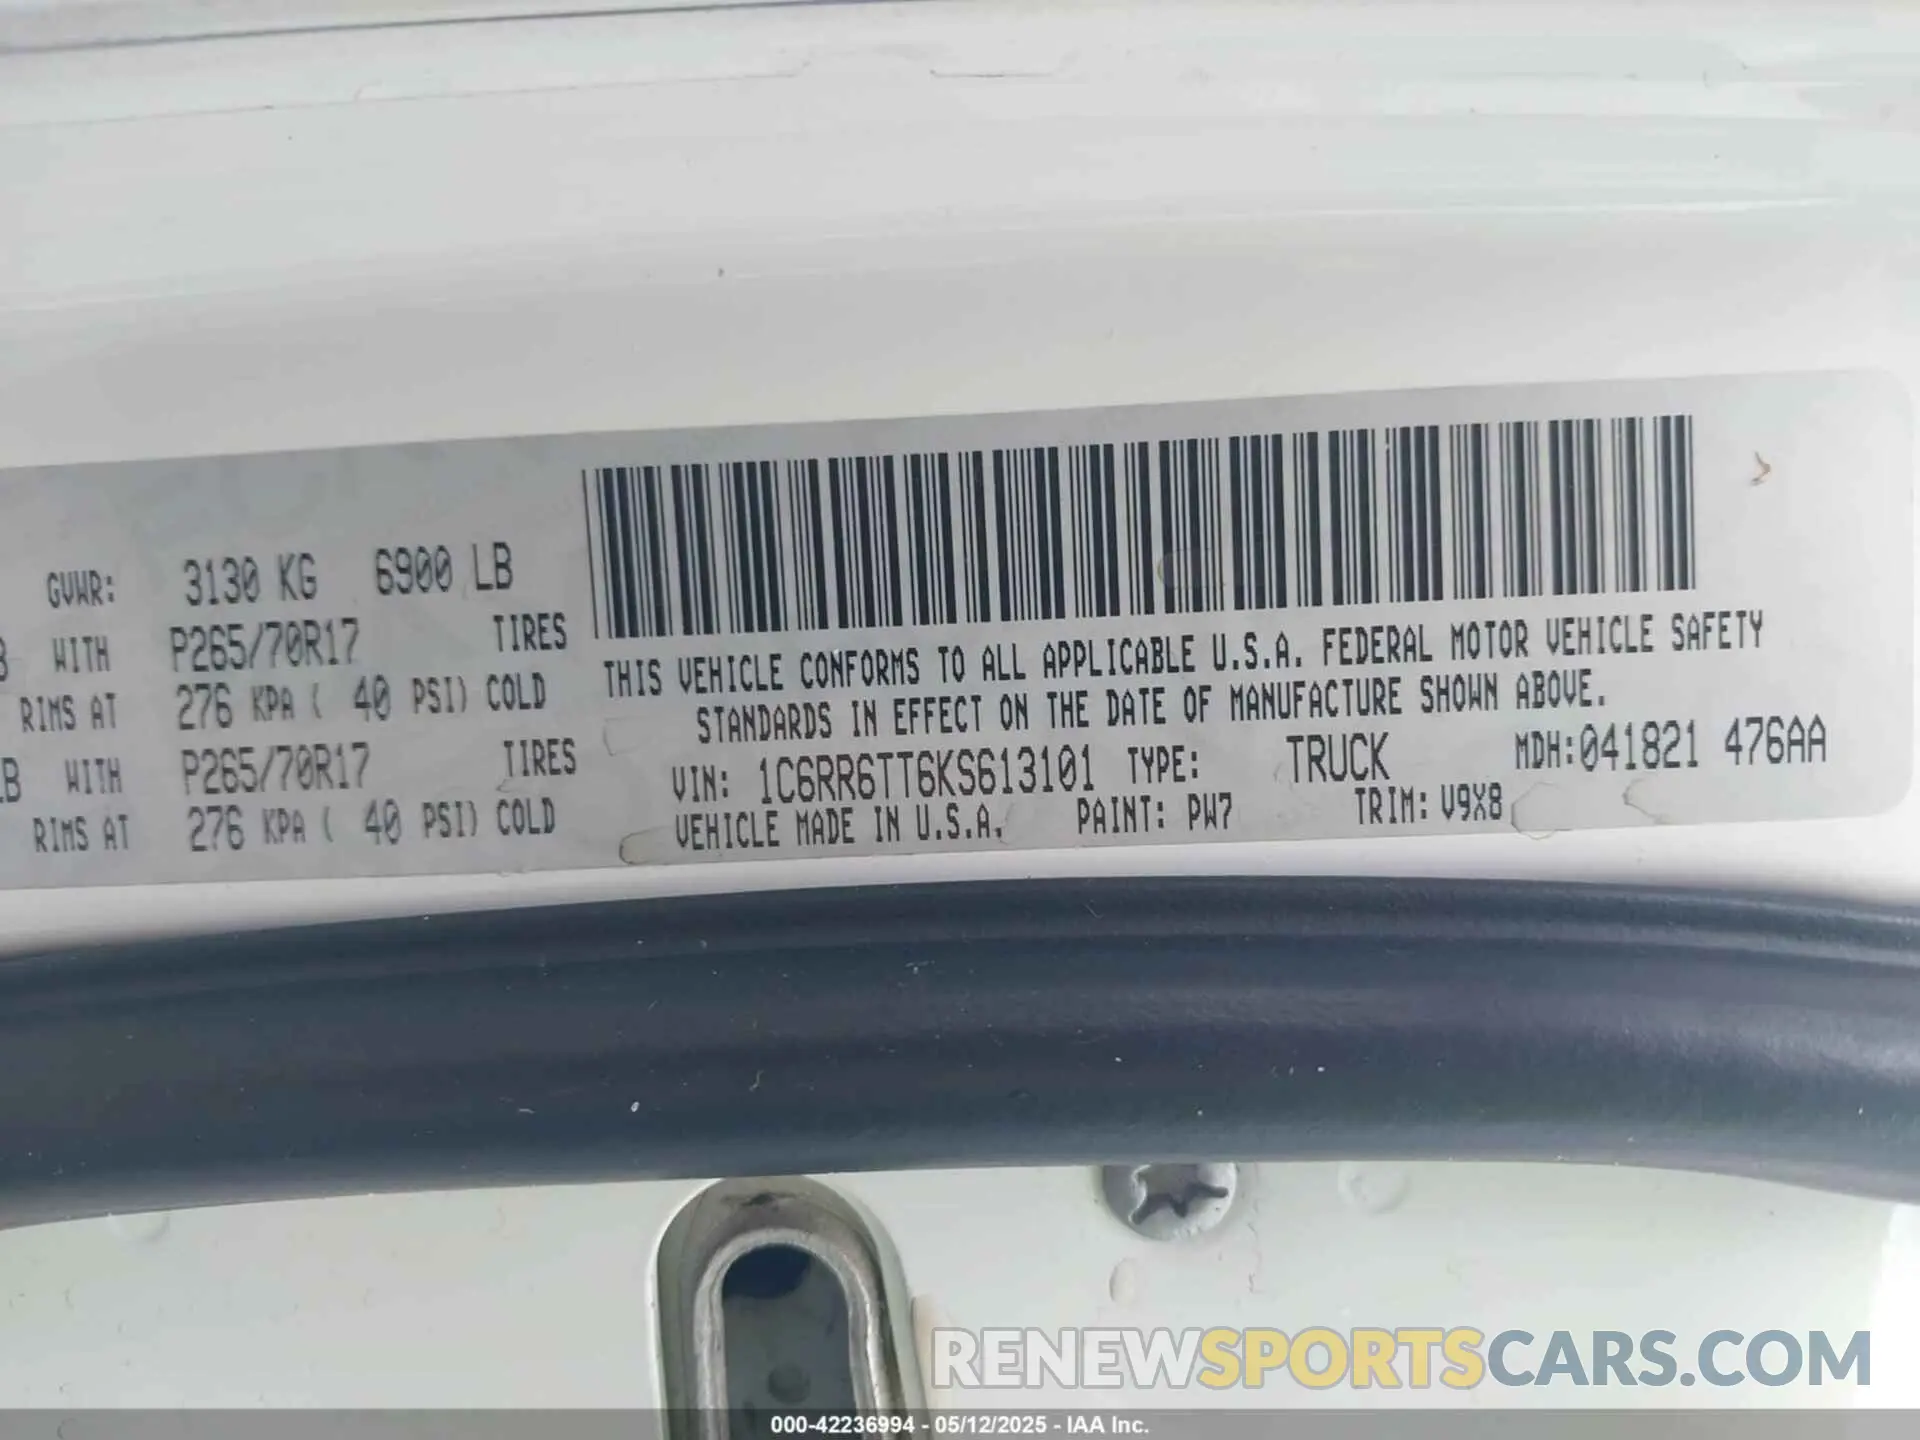 GVWR: 3130 KG 6900 LB
B WITH P265/70R17 TIRES
RIMS AT 276 KPA ( 40 PSI) COLD
LB WITH P265/70R17 TIRES
RIMS AT 276 KPA ( 40 PSI) COLD
THIS VEHICLE CONFORMS TO ALL APPLICABLE U.S.A. FEDERAL MOTOR VEHICLE SAFETY
STANDARDS IN EFFECT ON THE DATE OF MANUFACTURE SHOWN ABOVE.
VIN: 1C6RR6TT6KS613101 TYPE: TRUCK MDH:041821 476AA
VEHICLE MADE IN U.S.A. PAINT: PW7 TRIM: V9X8
RENEWSPORTSCARS.COM
000-42236994 - 05/12/2025 - IAA Inc.